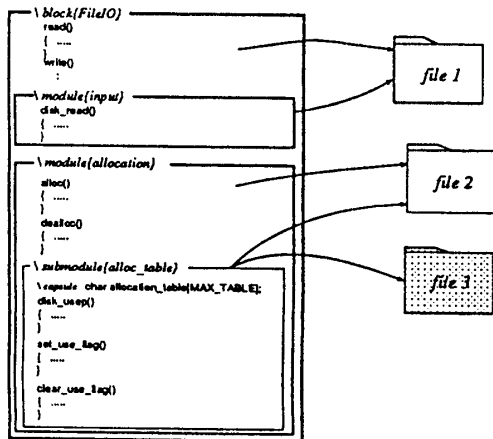 \ block{FileIO}
read()
{ .....
}
write()
:
\ module{input}
disk_read()
{ .....
}
\ module{allocation}
alloc()
{ .....
}
dealloc()
{ .....
}
\ submodule{alloc_table}
\ capsule char allocation_table[MAX_TABLE];
disk_usep()
{ .....
}
set_use_flag()
{ .....
}
clear_use_flag()
{ .....
}
file 1
file 2
file 3